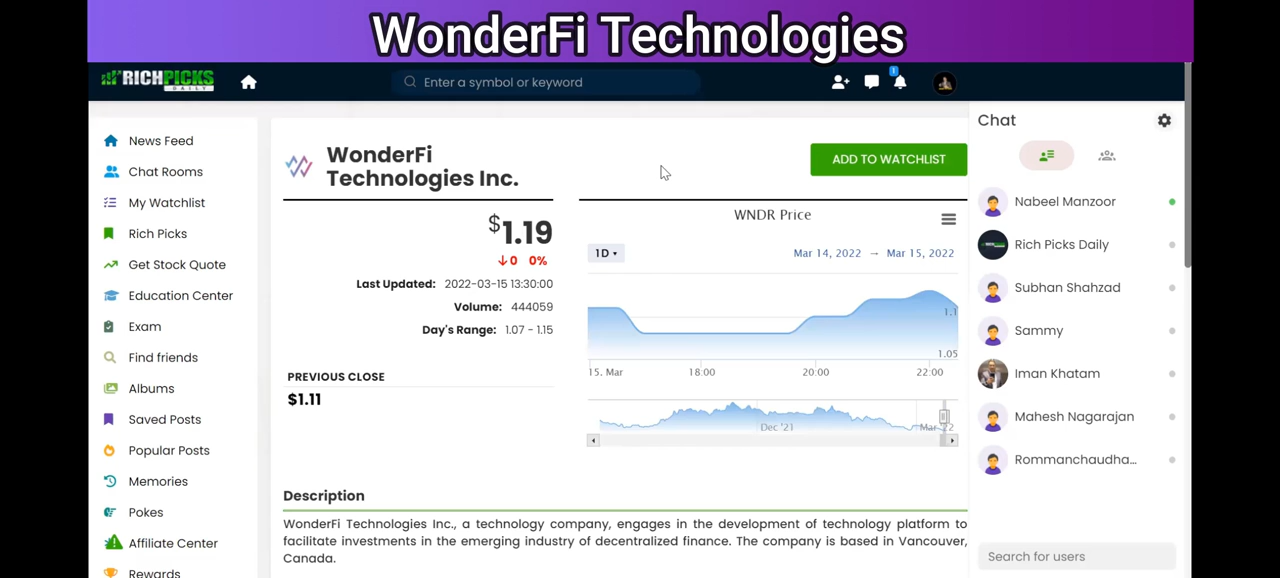 WonderFi Technologies
RICHPICKS
DAILY
Enter a symbol or keyword
1
News Feed
Chat Rooms
My Watchlist
Rich Picks
Get Stock Quote
Education Center
Exam
Find friends
Albums
Saved Posts
Popular Posts
Memories
Pokes
Affiliate Center
Rewards
WonderFi
Technologies Inc.
ADD TO WATCHLIST
$1.19
↓0 0%
Last Updated: 2022-03-15 13:30:00
Volume: 444059
Day's Range: 1.07 - 1.15
PREVIOUS CLOSE
$1.11
WNDR Price
1D ▾
Mar 14, 2022 → Mar 15, 2022
1.1
1.05
15. Mar 18:00 20:00 22:00
Dec '21
Description
WonderFi Technologies Inc., a technology company, engages in the development of technology platform to
facilitate investments in the emerging industry of decentralized finance. The company is based in Vancouver,
Canada.
Chat
Nabeel Manzoor
Rich Picks Daily
Subhan Shahzad
Sammy
Iman Khatam
Mahesh Nagarajan
Rommanchaudha...
Search for users